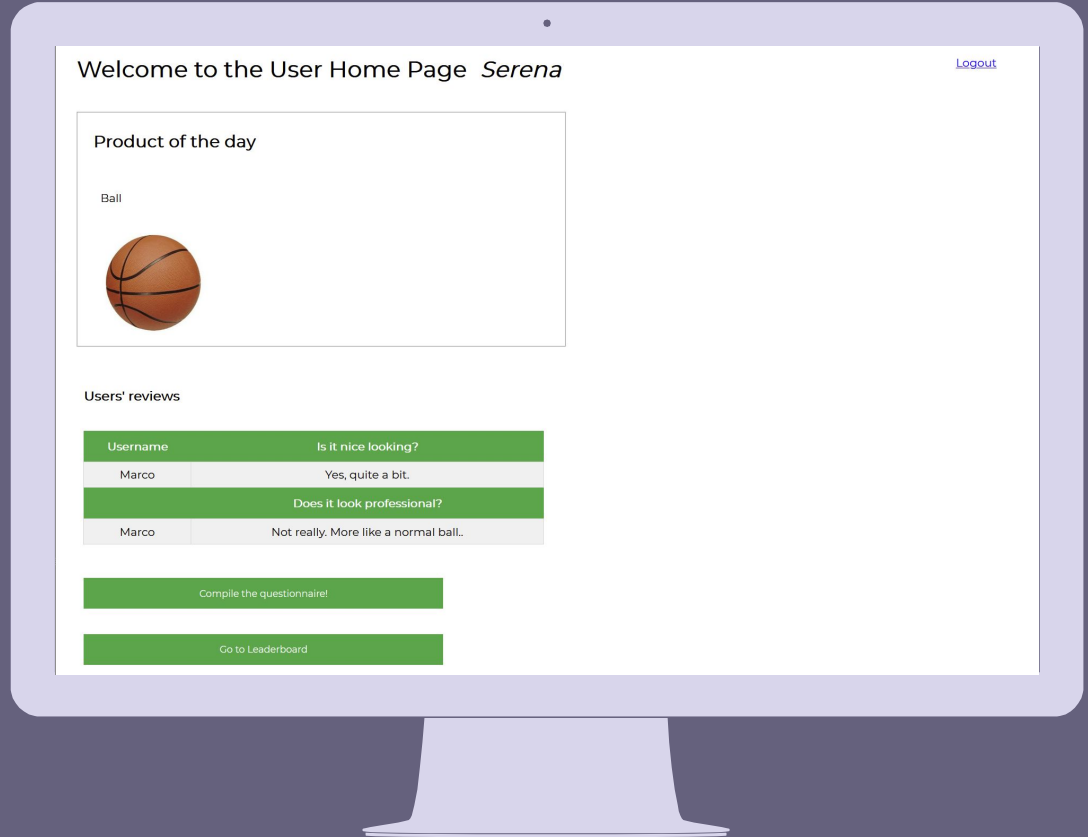 Welcome to the User Home Page Serena
Logout
Product of the day
Ball
Users' reviews
Username Is it nice looking?
Marco Yes, quite a bit.
Does it look professional?
Marco Not really. More like a normal ball..
Compile the questionnaire!
Go to Leaderboard